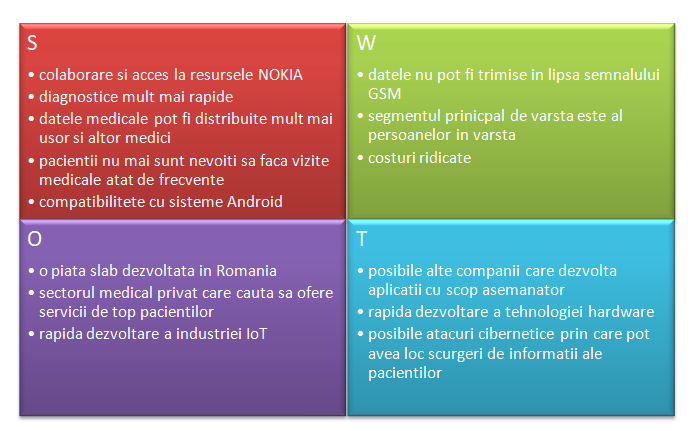 S
• colaborare si acces la resursele NOKIA
• diagnostice mult mai rapide
• datele medicale pot fi distribuite mult mai
usor si altor medici
• pacientii nu mai sunt nevoiti sa faca vizite
medicale atat de frecvente
• compatibilitete cu sisteme Android
W
• datele nu pot fi trimise in lipsa semnalului
GSM
• segmentul prinicpal de varsta este al
persoanelor in varsta
• costuri ridicate
O
• o piata slab dezvoltata in Romania
• sectorul medical privat care cauta sa ofere
servicii de top pacientilor
• rapida dezvoltare a industriei IoT
T
• posibile alte companii care dezvolta
aplicatii cu scop asemanator
• rapida dezvoltare a tehnologiei hardware
• posibile atacuri cibernetice prin care pot
avea loc scurgeri de informatii ale
pacientilor